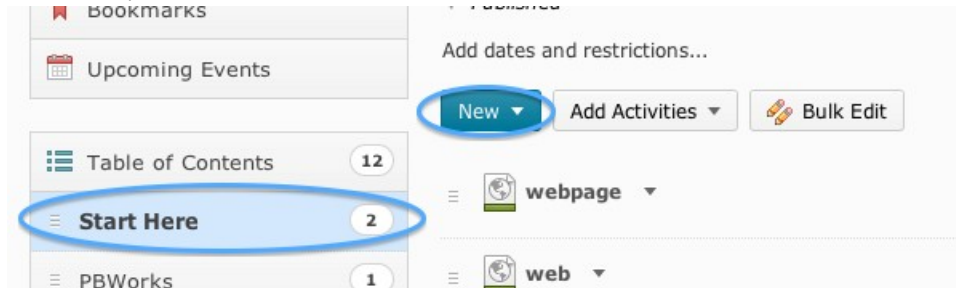 Bookmarks
Upcoming Events
Table of Contents 12
Start Here 2
PBWorks 1
Published
Add dates and restrictions...
New Add Activities Bulk Edit
webpage
web